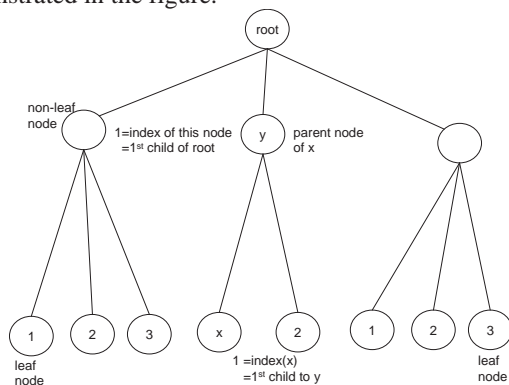 nstrated in the figure.
root
non-leaf
node
1=index of this node
=1st child of root
y
parent node
of x
1
2
3
x
2
1
2
3
leaf
node
1 =index(x)
=1st child to y
leaf
node